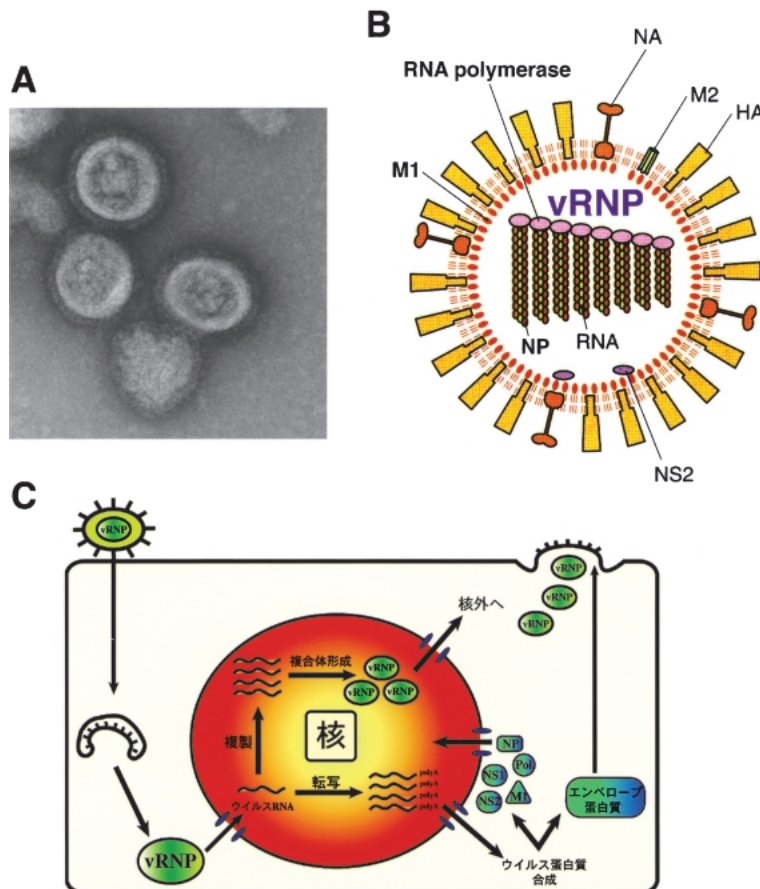 A
B
NA
RNA polymerase
M2
HA
M1
vRNP
NP
RNA
NS2
C
vRNP
vRNP
vRNP
vRNP
核外へ
複合体形成
vRNP
vRNP
vRNP
核
複製
転写
ウイルスRNA
polyA
polyA
polyA
polyA
NP
NS1
Pol
NS2
M1
エンベロープ
蛋白質
vRNP
ウイルス蛋白質
合成